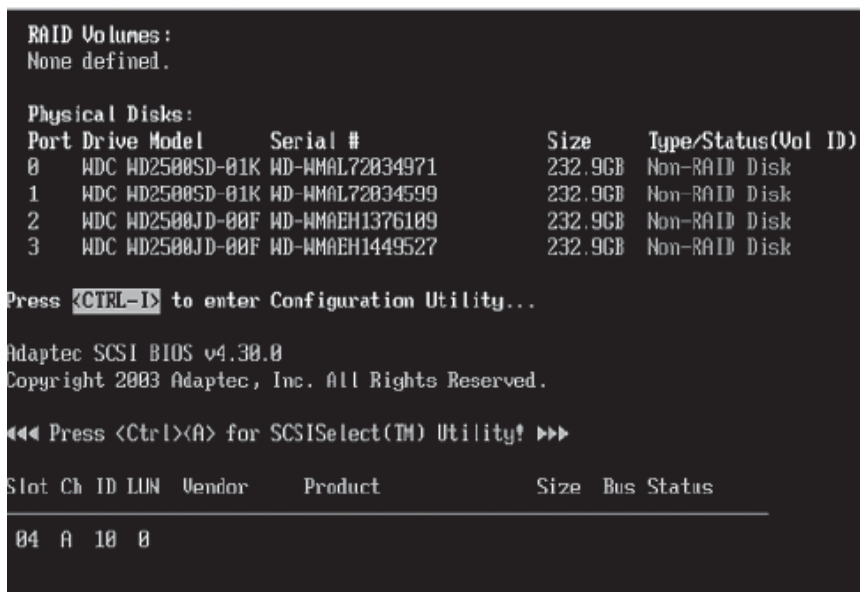 RAID Volumes:
None defined.
Physical Disks:
Port Drive Model Serial # Size Type/Status(Vol ID)
0 WDC WD2500SD-01K WD-WMAL72034971 232.9GB Non-RAID Disk
1 WDC WD2500SD-01K WD-WMAL72034599 232.9GB Non-RAID Disk
2 WDC WD2500JD-00F WD-WMAEH1376109 232.9GB Non-RAID Disk
3 WDC WD2500JD-00F WD-WMAEH1449527 232.9GB Non-RAID Disk
Press <CTRL-I> to enter Configuration Utility...
Adaptec SCSI BIOS v4.30.0
Copyright 2003 Adaptec, Inc. All Rights Reserved.
◄◄◄ Press <Ctrl><A> for SCSISelect(TM) Utility! ►►►
Slot Ch ID LUN Vendor Product Size Bus Status
04 A 10 0